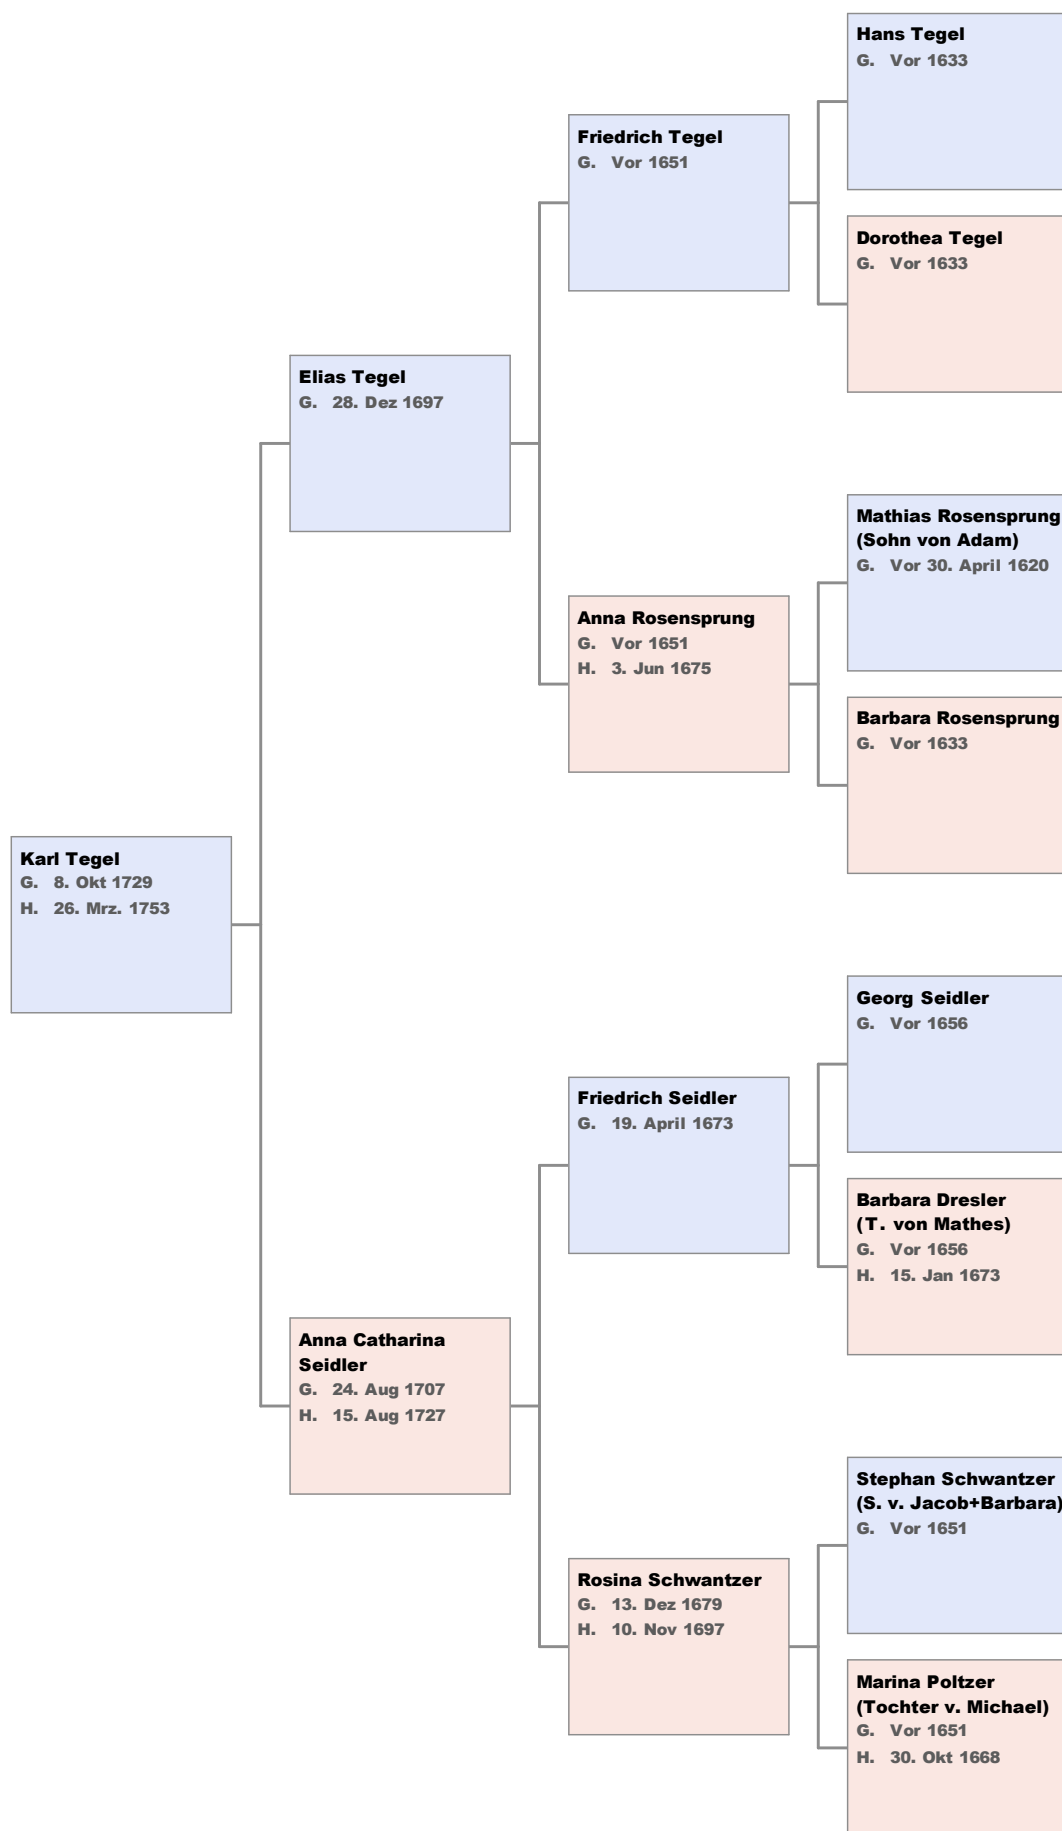 Hans Tegel
G. Vor 1633
Friedrich Tegel
G. Vor 1651
Dorothea Tegel
G. Vor 1633
Elias Tegel
G. 28. Dez 1697
Mathias Rosensprung
(Sohn von Adam)
G. Vor 30. April 1620
Anna Rosensprung
G. Vor 1651
H. 3. Jun 1675
Barbara Rosensprung
G. Vor 1633
Karl Tegel
G. 8. Okt 1729
H. 26. Mrz. 1753
Georg Seidler
G. Vor 1656
Friedrich Seidler
G. 19. April 1673
Barbara Dresler
(T. von Mathes)
G. Vor 1656
H. 15. Jan 1673
Anna Catharina
Seidler
G. 24. Aug 1707
H. 15. Aug 1727
Stephan Schwantzer
(S. v. Jacob+Barbara)
G. Vor 1651
Rosina Schwantzer
G. 13. Dez 1679
H. 10. Nov 1697
Marina Poltzer
(Tochter v. Michael)
G. Vor 1651
H. 30. Okt 1668